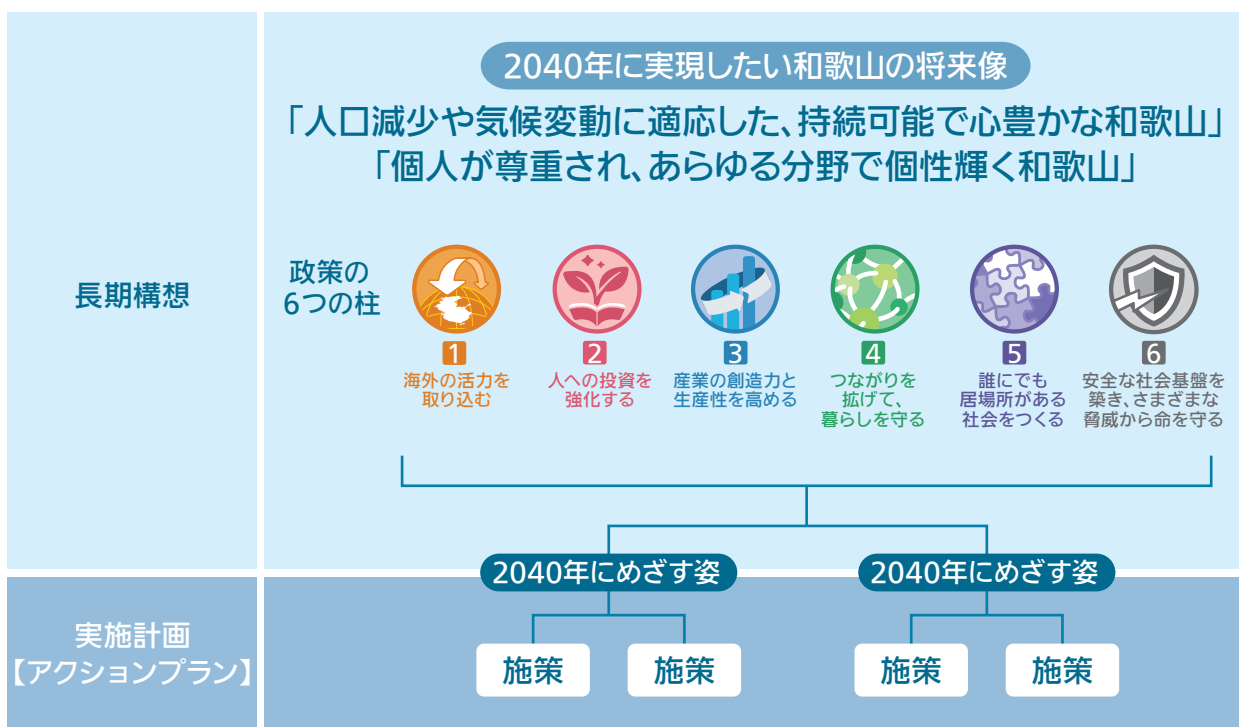 2040年に実現したい和歌山の将来像
「人口減少や気候変動に適応した、持続可能で心豊かな和歌山」
「個人が尊重され、あらゆる分野で個性輝く和歌山」
長期構想
政策の
6つの柱
1
海外の活力を
取り込む
2
人への投資を
強化する
3
産業の創造力と
生産性を高める
4
つながりを
拡げて、
暮らしを守る
5
誰にでも
居場所がある
社会をつくる
6
安全な社会基盤を
築き、さまざまな
脅威から命を守る
2040年にめざす姿
2040年にめざす姿
実施計画
【アクションプラン】
施策
施策
施策
施策